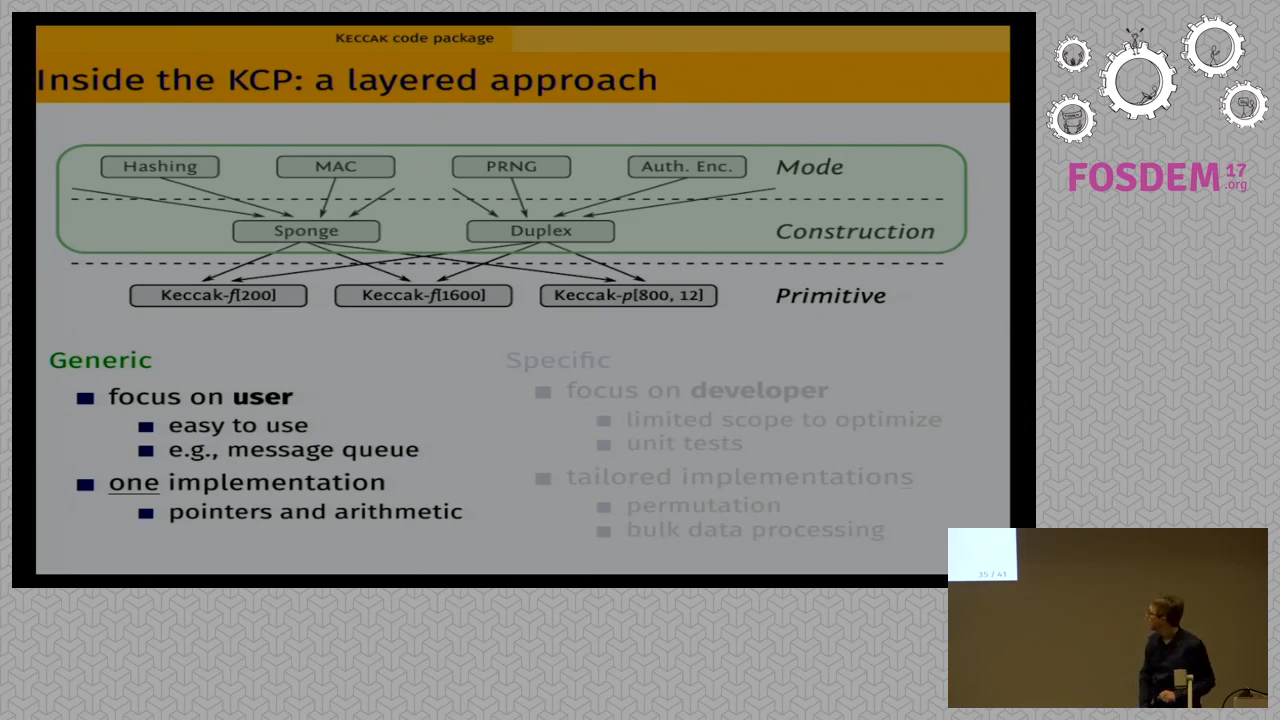 KECCAK code package
Inside the KCP: a layered approach
Hashing MAC PRNG Auth. Enc. Mode
Sponge Duplex Construction
Keccak-f[200] Keccak-f[1600] Keccak-p[800, 12] Primitive
Generic
focus on user
easy to use
e.g., message queue
one implementation
pointers and arithmetic
Specific
focus on developer
limited scope to optimize
unit tests
tailored implementations
permutation
bulk data processing
FOSDEM 17
.org
35 / 41